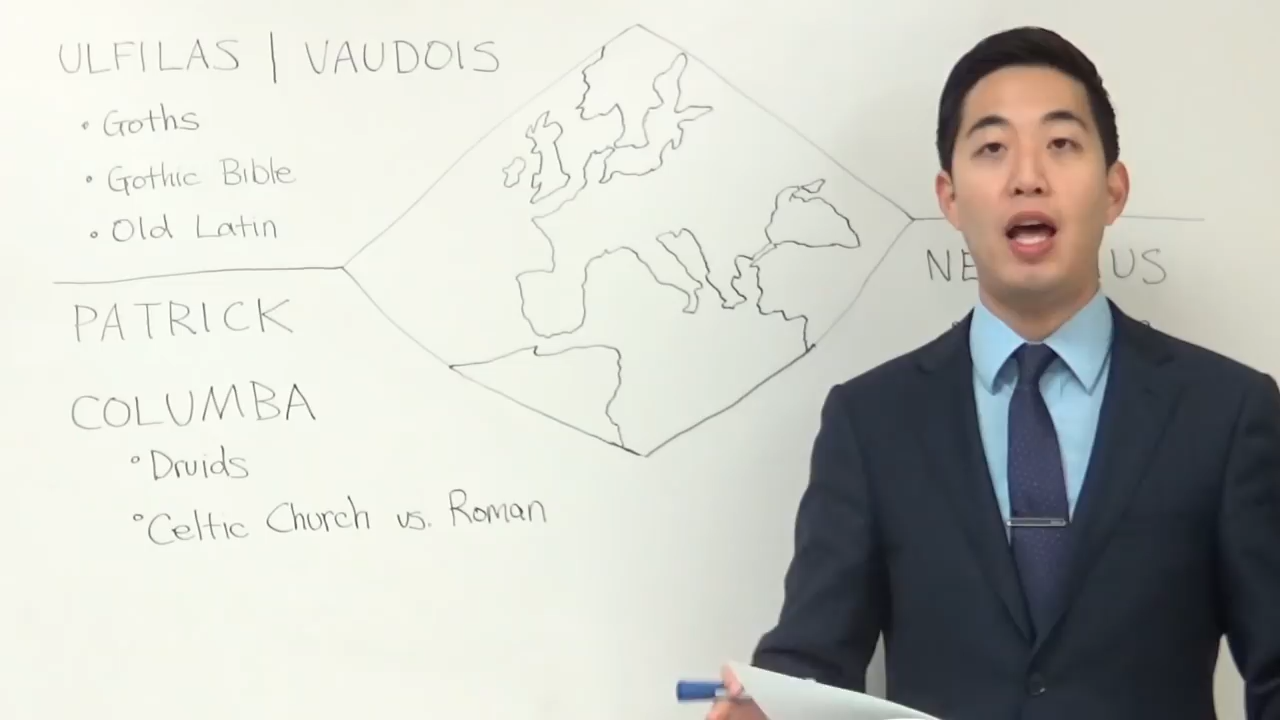 ULFILAS | VAUDOIS
• Goths
• Gothic Bible
• Old Latin
PATRICK
COLUMBA
° Druids
° Celtic Church vs. Roman